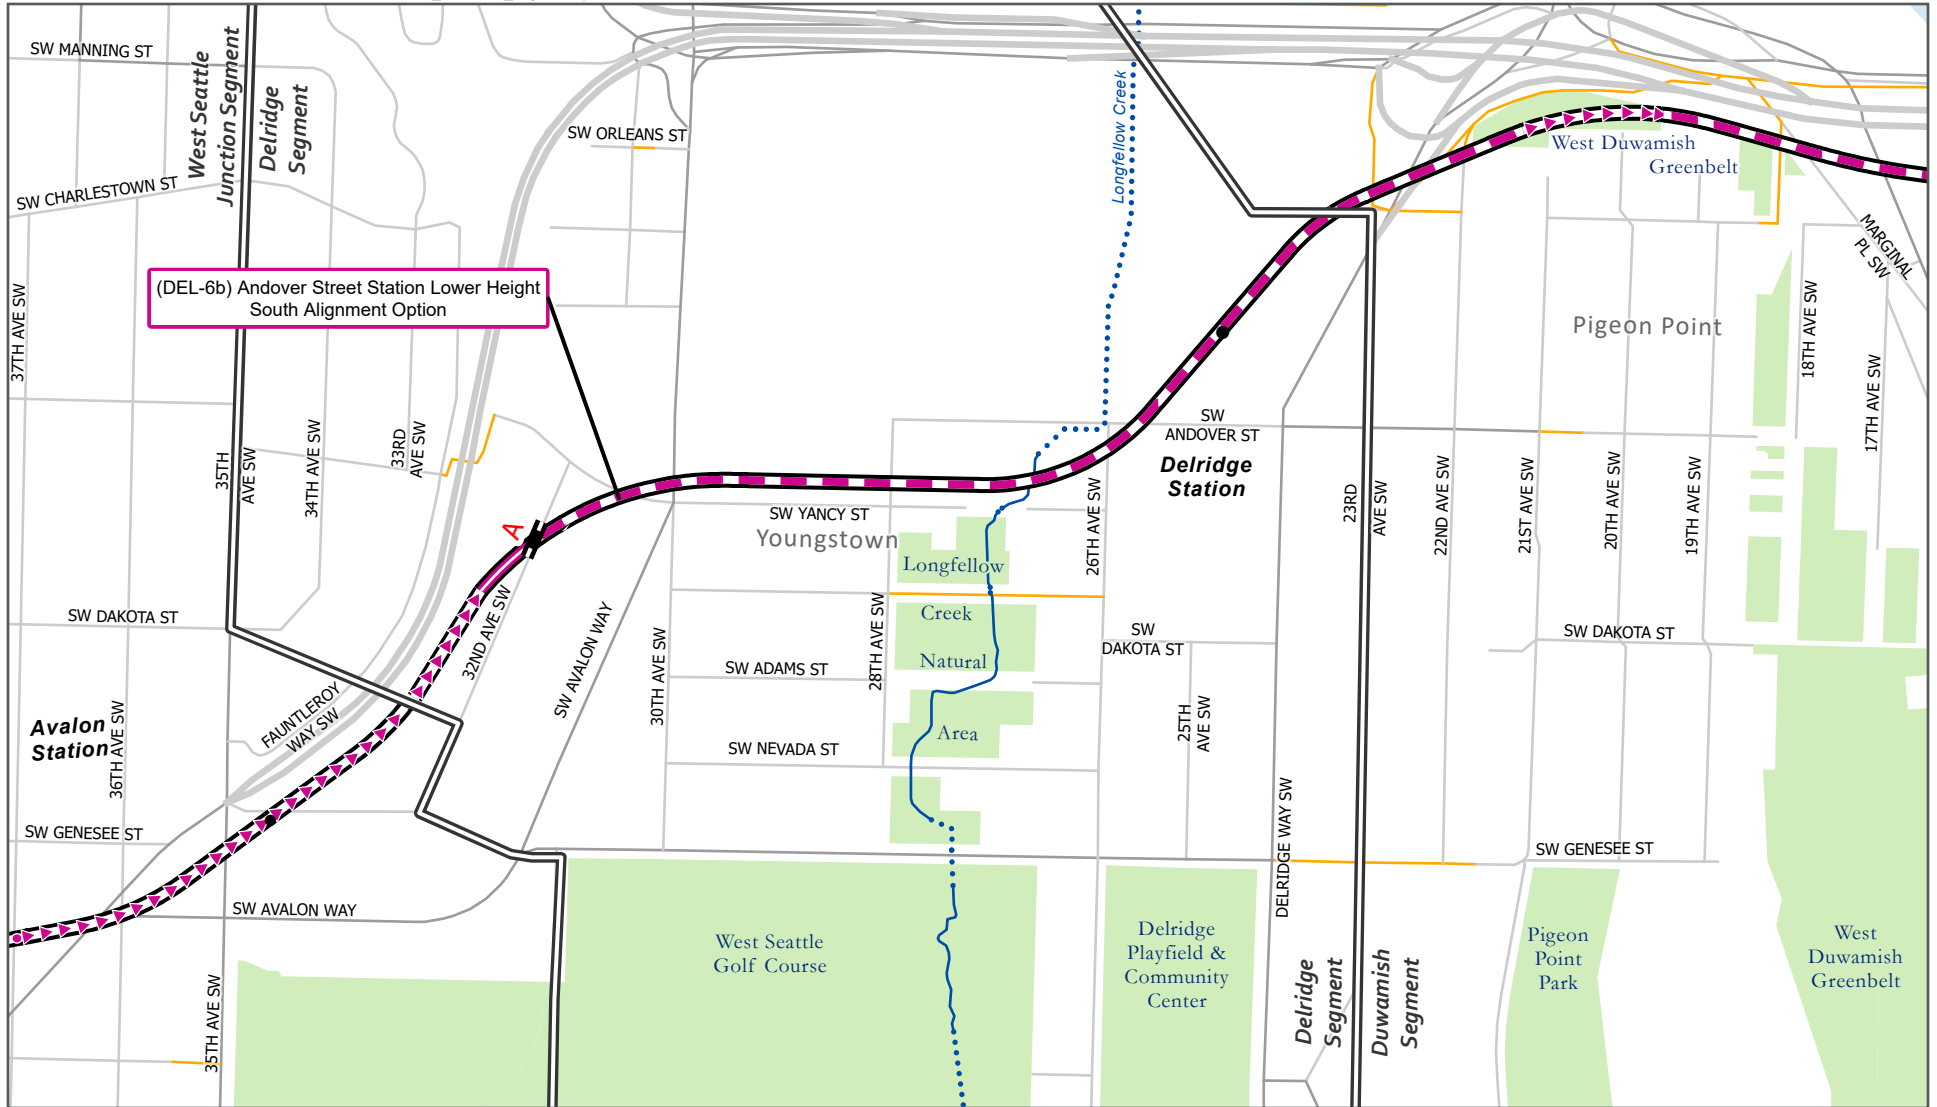 SW MANNING ST
West Seattle
Junction Segment
Delridge
Segment
SW ORLEANS ST
Longfellow Creek
West Duwamish
Greenbelt
SW CHARLESTOWN ST
MARGINAL
PL SW
(DEL-6b) Andover Street Station Lower Height
South Alignment Option
37TH AVE SW
Pigeon Point
18TH AVE SW
17TH AVE SW
35TH
AVE SW
34TH AVE SW
33RD
AVE SW
SW
ANDOVER ST
Delridge
Station
23RD
AVE SW
22ND AVE SW
21ST AVE SW
20TH AVE SW
19TH AVE SW
A
SW YANCY ST
Youngstown
26TH AVE SW
Longfellow
Creek
Natural
Area
SW DAKOTA ST
32ND AVE SW
SW AVALON WAY
30TH AVE SW
28TH AVE SW
SW ADAMS ST
SW
DAKOTA ST
SW DAKOTA ST
25TH
AVE SW
FAUNTLEROY
WAY SW
Avalon
Station
36TH AVE SW
SW NEVADA ST
SW GENESEE ST
DELRIDGE WAY SW
SW GENESEE ST
SW AVALON WAY
35TH AVE SW
West Seattle
Golf Course
Delridge
Playfield &
Community
Center
Delridge
Segment
Duwamish
Segment
Pigeon
Point
Park
West
Duwamish
Greenbelt